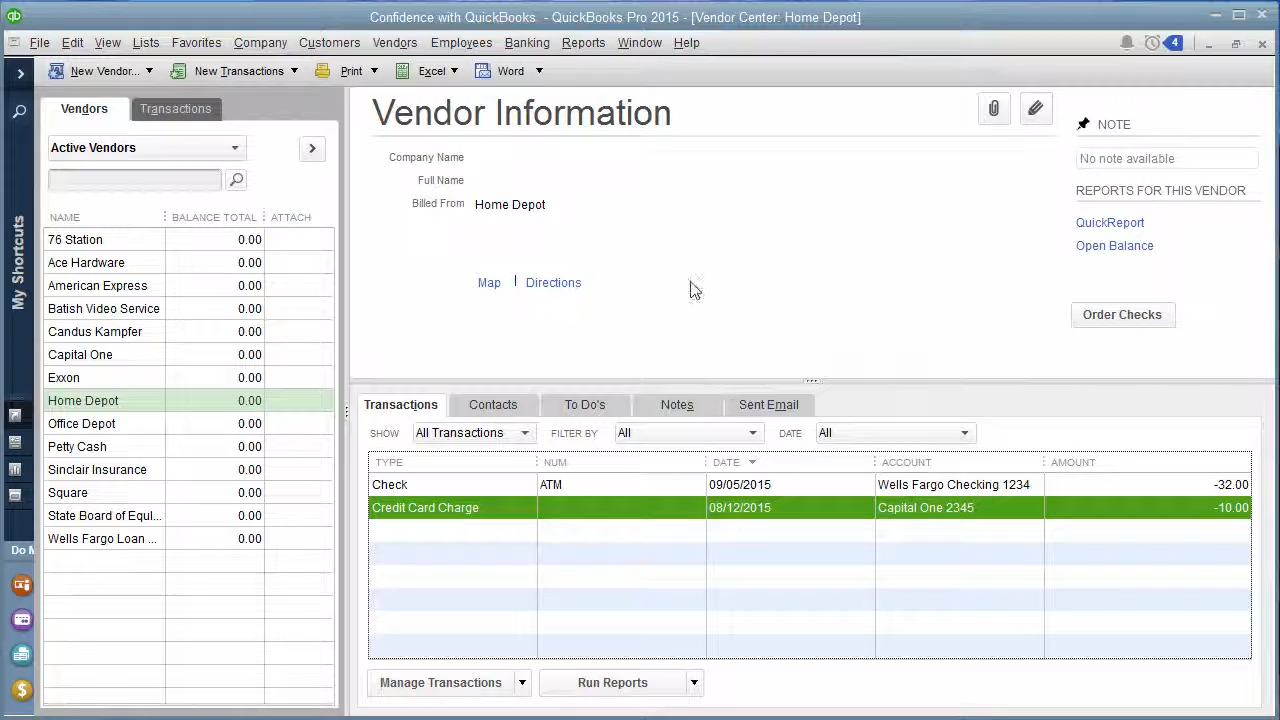 Confidence with QuickBooks - QuickBooks Pro 2015 - [Vendor Center: Home Depot]
File Edit View Lists Favorites Company Customers Vendors Employees Banking Reports Window Help 4
New Vendor... New Transactions Print Excel Word
My Shortcuts
Do M
Vendors Transactions
Active Vendors
NAME BALANCE TOTAL ATTACH
76 Station 0.00
Ace Hardware 0.00
American Express 0.00
Batish Video Service 0.00
Candus Kampfer 0.00
Capital One 0.00
Exxon 0.00
Home Depot 0.00
Office Depot 0.00
Petty Cash 0.00
Sinclair Insurance 0.00
Square 0.00
State Board of Equl... 0.00
Wells Fargo Loan ... 0.00
Vendor Information
Company Name
Full Name
Billed From Home Depot
Map | Directions
NOTE
No note available
REPORTS FOR THIS VENDOR
QuickReport
Open Balance
Order Checks
Transactions Contacts To Do's Notes Sent Email
SHOW All Transactions FILTER BY All DATE All
TYPE NUM DATE ACCOUNT AMOUNT
Check ATM 09/05/2015 Wells Fargo Checking 1234 -32.00
Credit Card Charge 08/12/2015 Capital One 2345 -10.00
Manage Transactions Run Reports